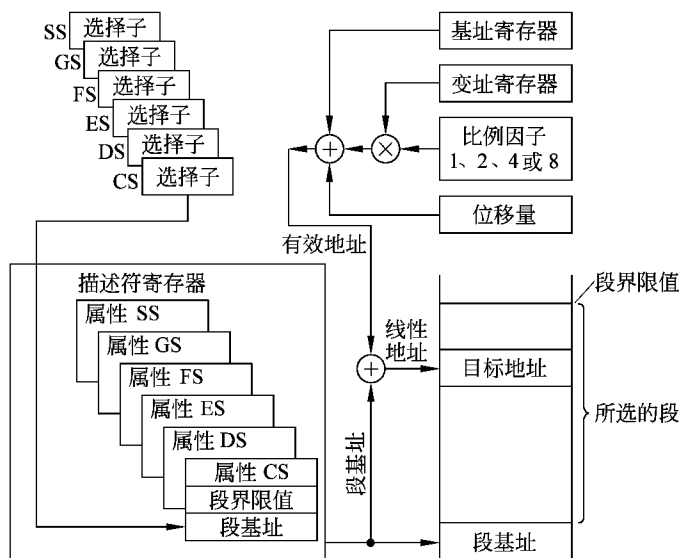 SS 选择子
GS 选择子
FS 选择子
ES 选择子
DS 选择子
CS 选择子
基址寄存器
变址寄存器
比例因子
1、2、4或8
位移量
有效地址
描述符寄存器
属性 SS
属性 GS
属性 FS
属性 ES
属性 DS
属性 CS
段界限值
段基址
线性
地址
段基址
段界限值
目标地址
所选的段
段基址